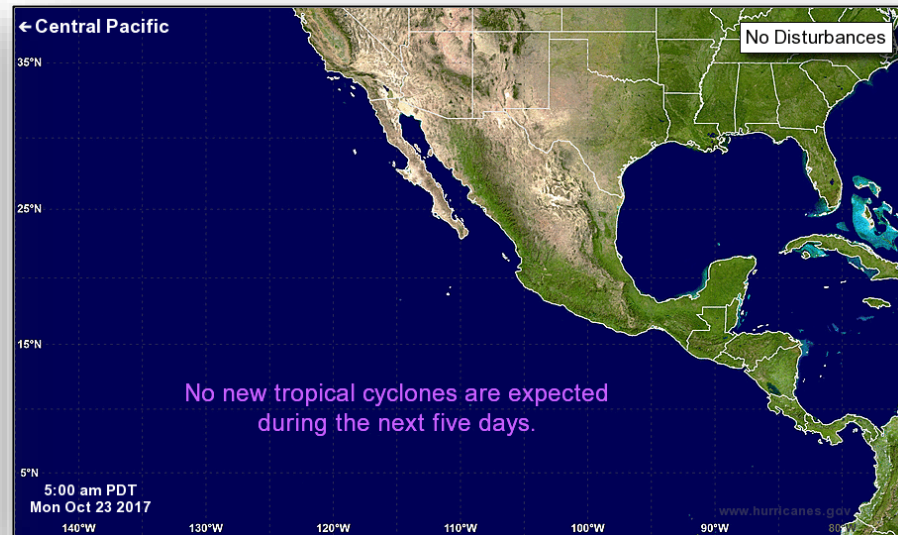 ←Central Pacific
No Disturbances
35°N
25°N
15°N
No new tropical cyclones are expected
during the next five days.
5°N
5:00 am PDT
Mon Oct 23 2017
www.hurricanes.gov
140°W 130°W 120°W 110°W 100°W 90°W 80°W